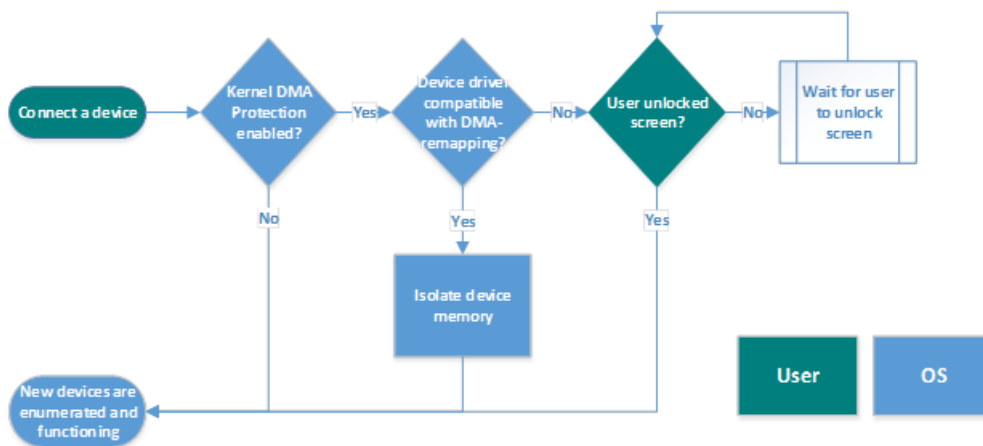 Connect a device
Kernel DMA
Protection
enabled?
Yes
Device driver
compatible
with DMA-
remapping?
No
User unlocked
screen?
No
Wait for user
to unlock
screen
No
Yes
Yes
Isolate device
memory
New devices are
enumerated and
functioning
User
OS